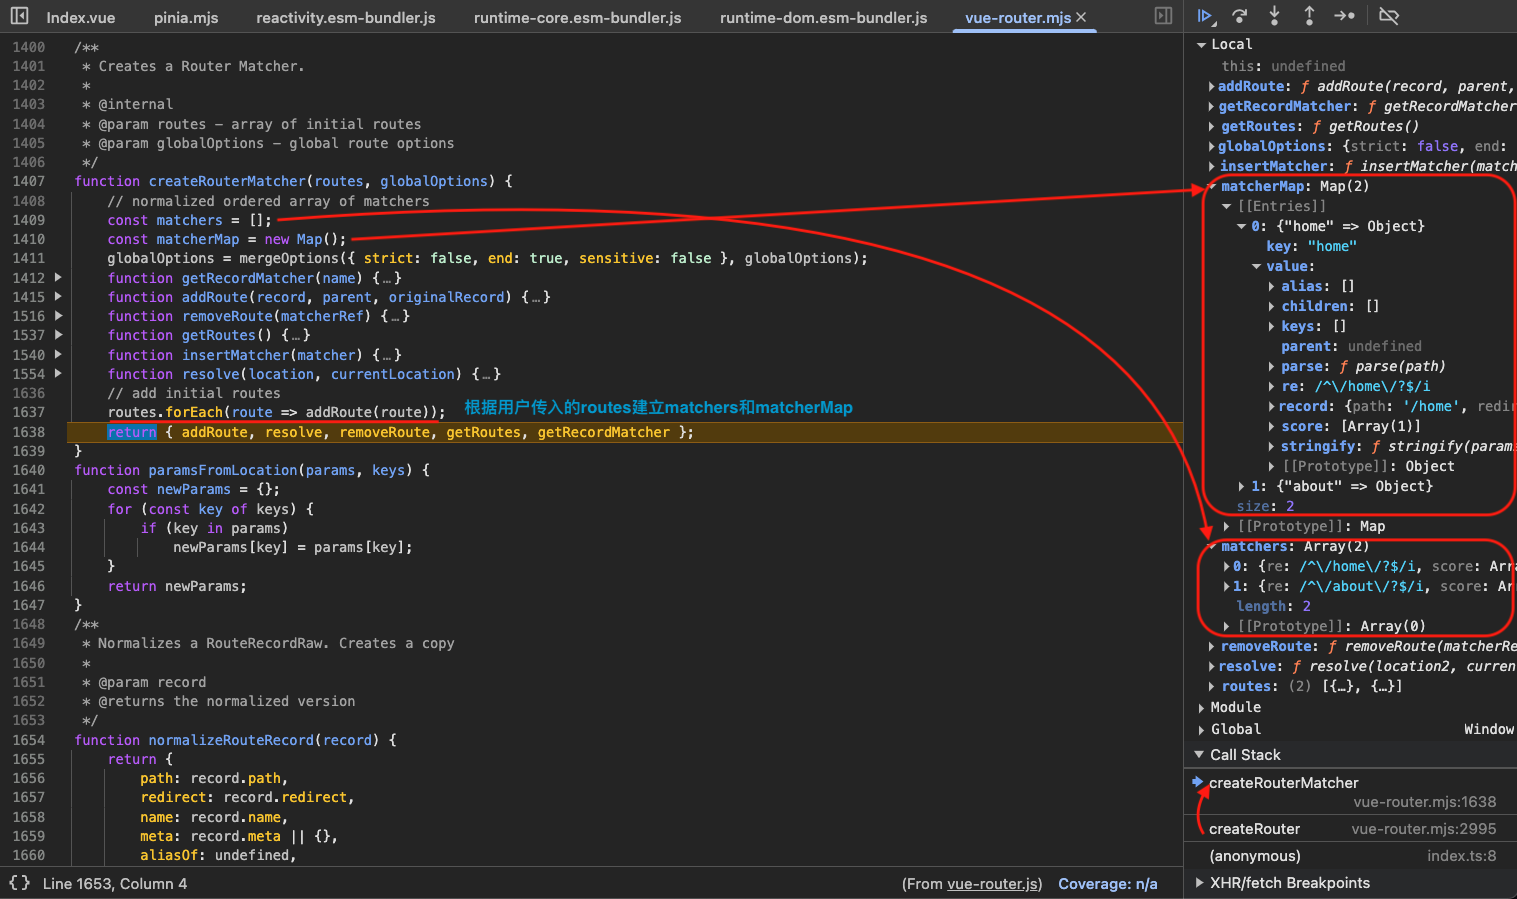 Index.vue pinia.mjs reactivity.esm-bundler.js runtime-core.esm-bundler.js runtime-dom.esm-bundler.js vue-router.mjs
1400 /**
1401 * Creates a Router Matcher.
1402 *
1403 * @internal
1404 * @param routes – array of initial routes
1405 * @param globalOptions – global route options
1406 */
1407 function createRouterMatcher(routes, globalOptions) {
1408 // normalized ordered array of matchers
1409 const matchers = [];
1410 const matcherMap = new Map();
1411 globalOptions = mergeOptions({ strict: false, end: true, sensitive: false }, globalOptions);
1412 function getRecordMatcher(name) {…}
1415 function addRoute(record, parent, originalRecord) {…}
1516 function removeRoute(matcherRef) {…}
1537 function getRoutes() {…}
1540 function insertMatcher(matcher) {…}
1554 function resolve(location, currentLocation) {…}
1636 // add initial routes
1637 routes.forEach(route => addRoute(route)); 根据用户传入的routes建立matchers和matcherMap
1638 return { addRoute, resolve, removeRoute, getRoutes, getRecordMatcher };
1639 }
1640 function paramsFromLocation(params, keys) {
1641 const newParams = {};
1642 for (const key of keys) {
1643 if (key in params)
1644 newParams[key] = params[key];
1645 }
1646 return newParams;
1647 }
1648 /**
1649 * Normalizes a RouteRecordRaw. Creates a copy
1650 *
1651 * @param record
1652 * @returns the normalized version
1653 */
1654 function normalizeRouteRecord(record) {
1655 return {
1656 path: record.path,
1657 redirect: record.redirect,
1658 name: record.name,
1659 meta: record.meta || {},
1660 aliasOf: undefined,
{} Line 1653, Column 4 (From vue-router.js) Coverage: n/a
Local
this: undefined
addRoute: ƒ addRoute(record, parent,
getRecordMatcher: ƒ getRecordMatcher
getRoutes: ƒ getRoutes()
globalOptions: {strict: false, end:
insertMatcher: ƒ insertMatcher(match
matcherMap: Map(2)
[[Entries]]
0: {"home" => Object}
key: "home"
value:
alias: []
children: []
keys: []
parent: undefined
parse: ƒ parse(path)
re: /^\/home\/?$/i
record: {path: '/home', redir
score: [Array(1)]
stringify: ƒ stringify(params
[[Prototype]]: Object
1: {"about" => Object}
size: 2
[[Prototype]]: Map
matchers: Array(2)
0: {re: /^\/home\/?$/i, score: Arr
1: {re: /^\/about\/?$/i, score: Ar
length: 2
[[Prototype]]: Array(0)
removeRoute: ƒ removeRoute(matcherRe
resolve: ƒ resolve(location2, curren
routes: (2) [{…}, {…}]
Module
Global Window
Call Stack
createRouterMatcher
vue-router.mjs:1638
createRouter vue-router.mjs:2995
(anonymous) index.ts:8
XHR/fetch Breakpoints